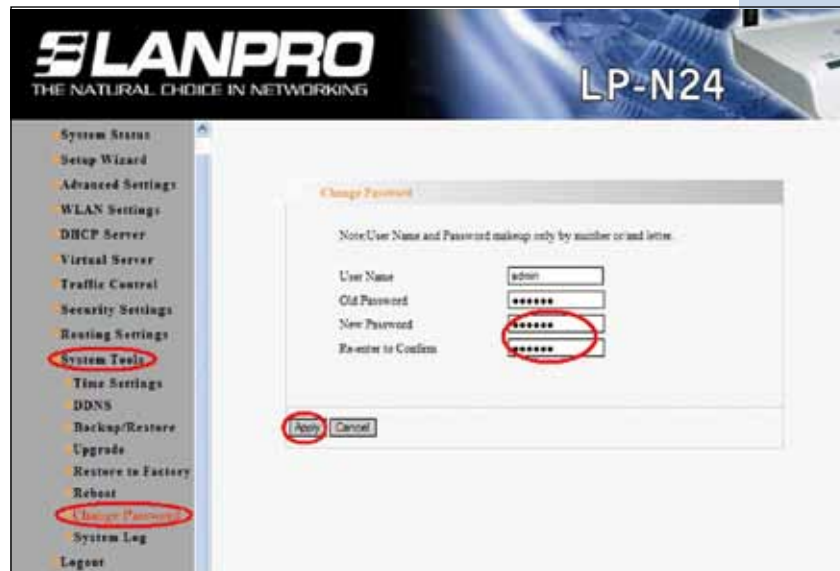 LANPRO
THE NATURAL CHOICE IN NETWORKING
LP-N24
System Status
Setup Wizard
Advanced Settings
WLAN Settings
DHCP Server
Virtual Server
Traffic Control
Security Settings
Routing Settings
System Tools
Time Settings
DDNS
Backup/Restore
Upgrade
Restore to Factory
Reboot
Change Password
System Log
Logout
Change Password
Note:User Name and Password makeup only by number or/and letter.
User Name
admin
Old Password
••••••
New Password
••••••
Re-enter to Confirm
••••••
Apply
Cancel